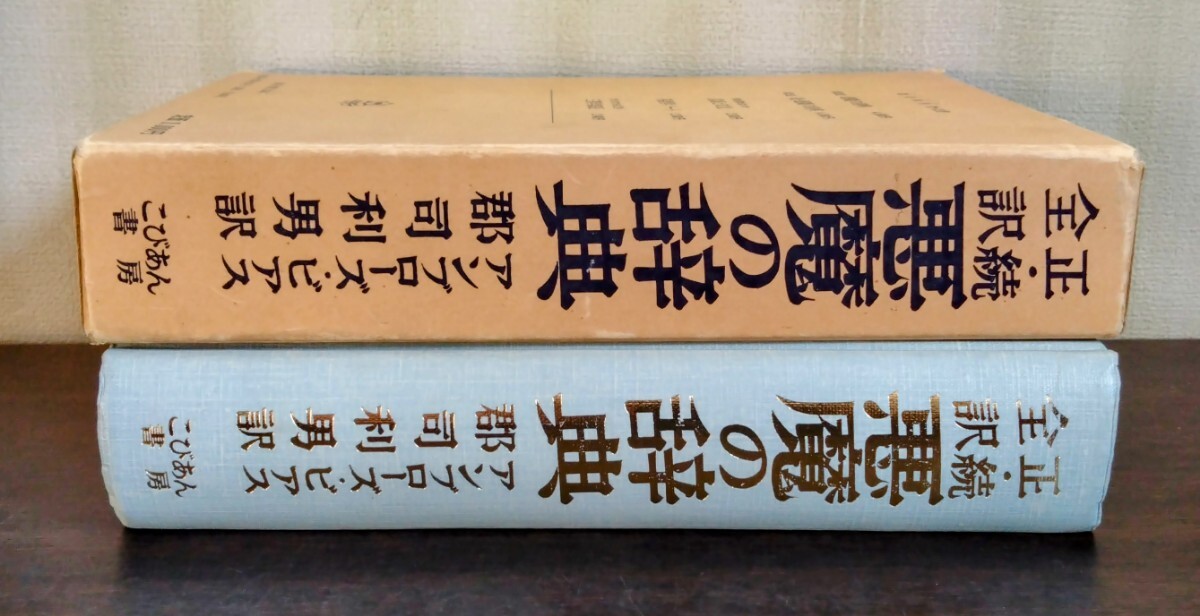 正・続
全訳
悪魔の辞典
アンブローズ・ビアス
郡司利男訳
こびあん
書房
正・続
全訳
悪魔の辞典
アンブローズ・ビアス
郡司利男訳
こびあん
書房